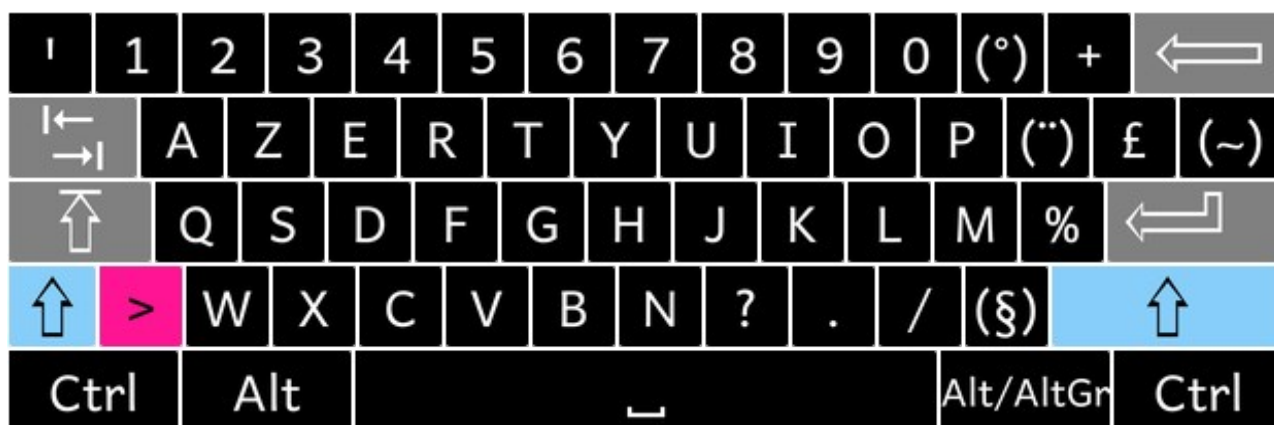 ' 1 2 3 4 5 6 7 8 9 0 (°) +
A Z E R T Y U I O P (¨) £ (~)
Q S D F G H J K L M %
> W X C V B N ? . / (§)
Ctrl Alt ⎵ Alt/AltGr Ctrl